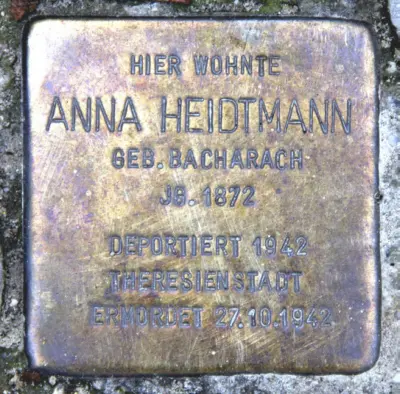 HIER WOHNTE
ANNA HEIDTMANN
GEB. BACHARACH
JG. 1872
DEPORTIERT 1942
THERESIENSTADT
ERMORDET 27.10.1942